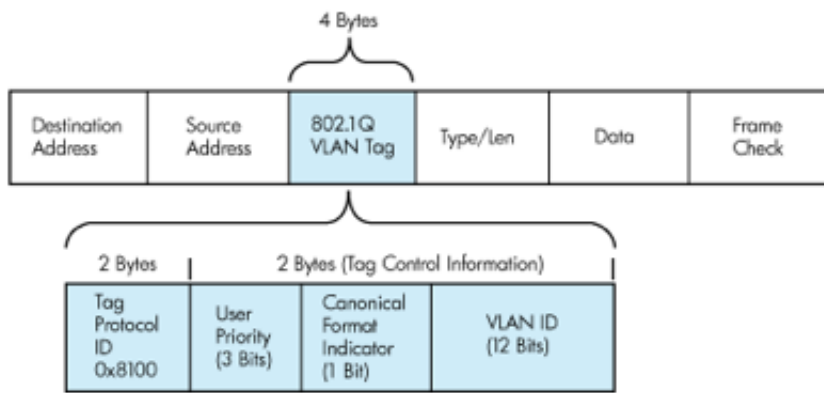 4 Bytes
Destination
Address
Source
Address
802.1Q
VLAN Tag
Type/Len
Data
Frame
Check
2 Bytes
2 Bytes (Tag Control Information)
Tag
Protocol
ID
0x8100
User
Priority
(3 Bits)
Canonical
Format
Indicator
(1 Bit)
VLAN ID
(12 Bits)